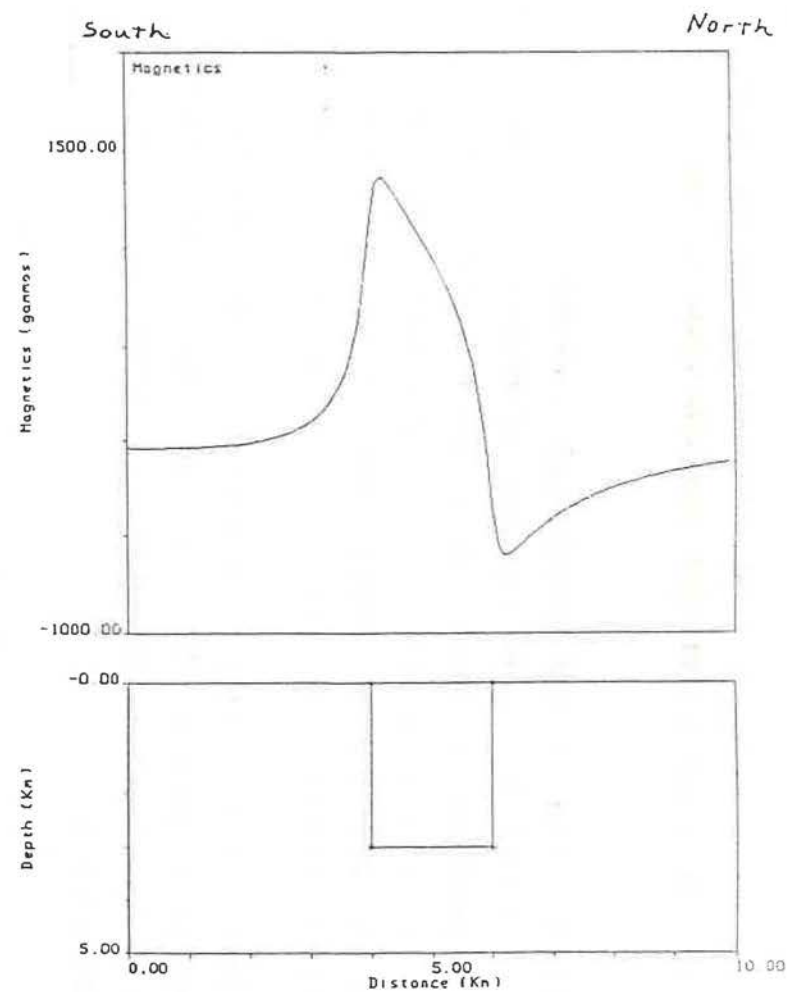 South North
Magnetics
1500.00
Magnetics (gammas)
-1000.00
-0.00
Depth (Km)
5.00
0.00 5.00 10.00
Distance (Km)